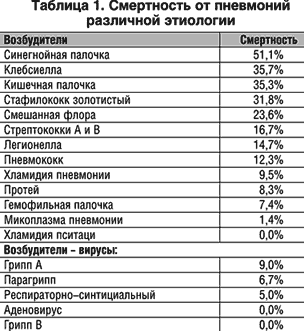 Таблица 1. Смертность от пневмоний
различной этиологии
Возбудители Смертность
Синегнойная палочка 51,1%
Клебсиелла 35,7%
Кишечная палочка 35,3%
Стафилококк золотистый 31,8%
Смешанная флора 23,6%
Стрептококки А и В 16,7%
Легионелла 14,7%
Пневмококк 12,3%
Хламидия пневмонии 9,5%
Протей 8,3%
Гемофильная палочка 7,4%
Микоплазма пневмонии 1,4%
Хламидия пситаци 0,0%
Возбудители - вирусы:
Грипп А 9,0%
Парагрипп 6,7%
Респираторно–синтициальный 5,0%
Аденовирус 0,0%
Грипп В 0,0%